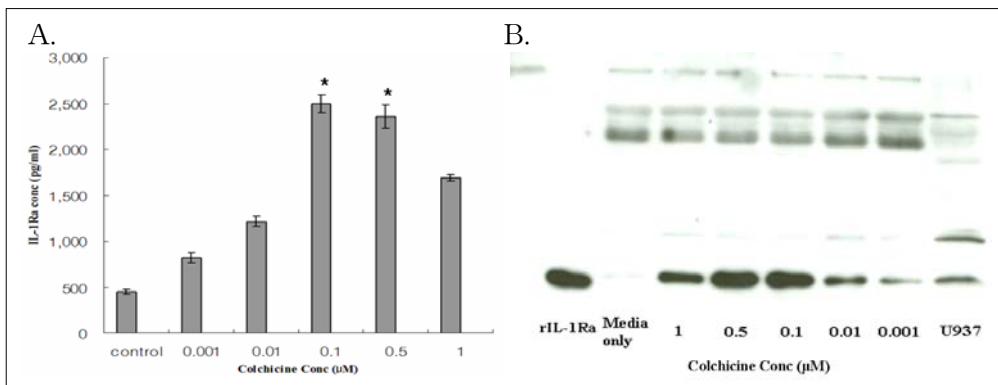 A.
3,000
2,500
2,000
1,500
1,000
500
0
IL-1Ra conc (pg/ml)
* *
control 0.001 0.01 0.1 0.5 1
Colchicine Conc (μM)
B.
rIL-1Ra Media only 1 0.5 0.1 0.01 0.001 U937
Colchicine Conc (μM)